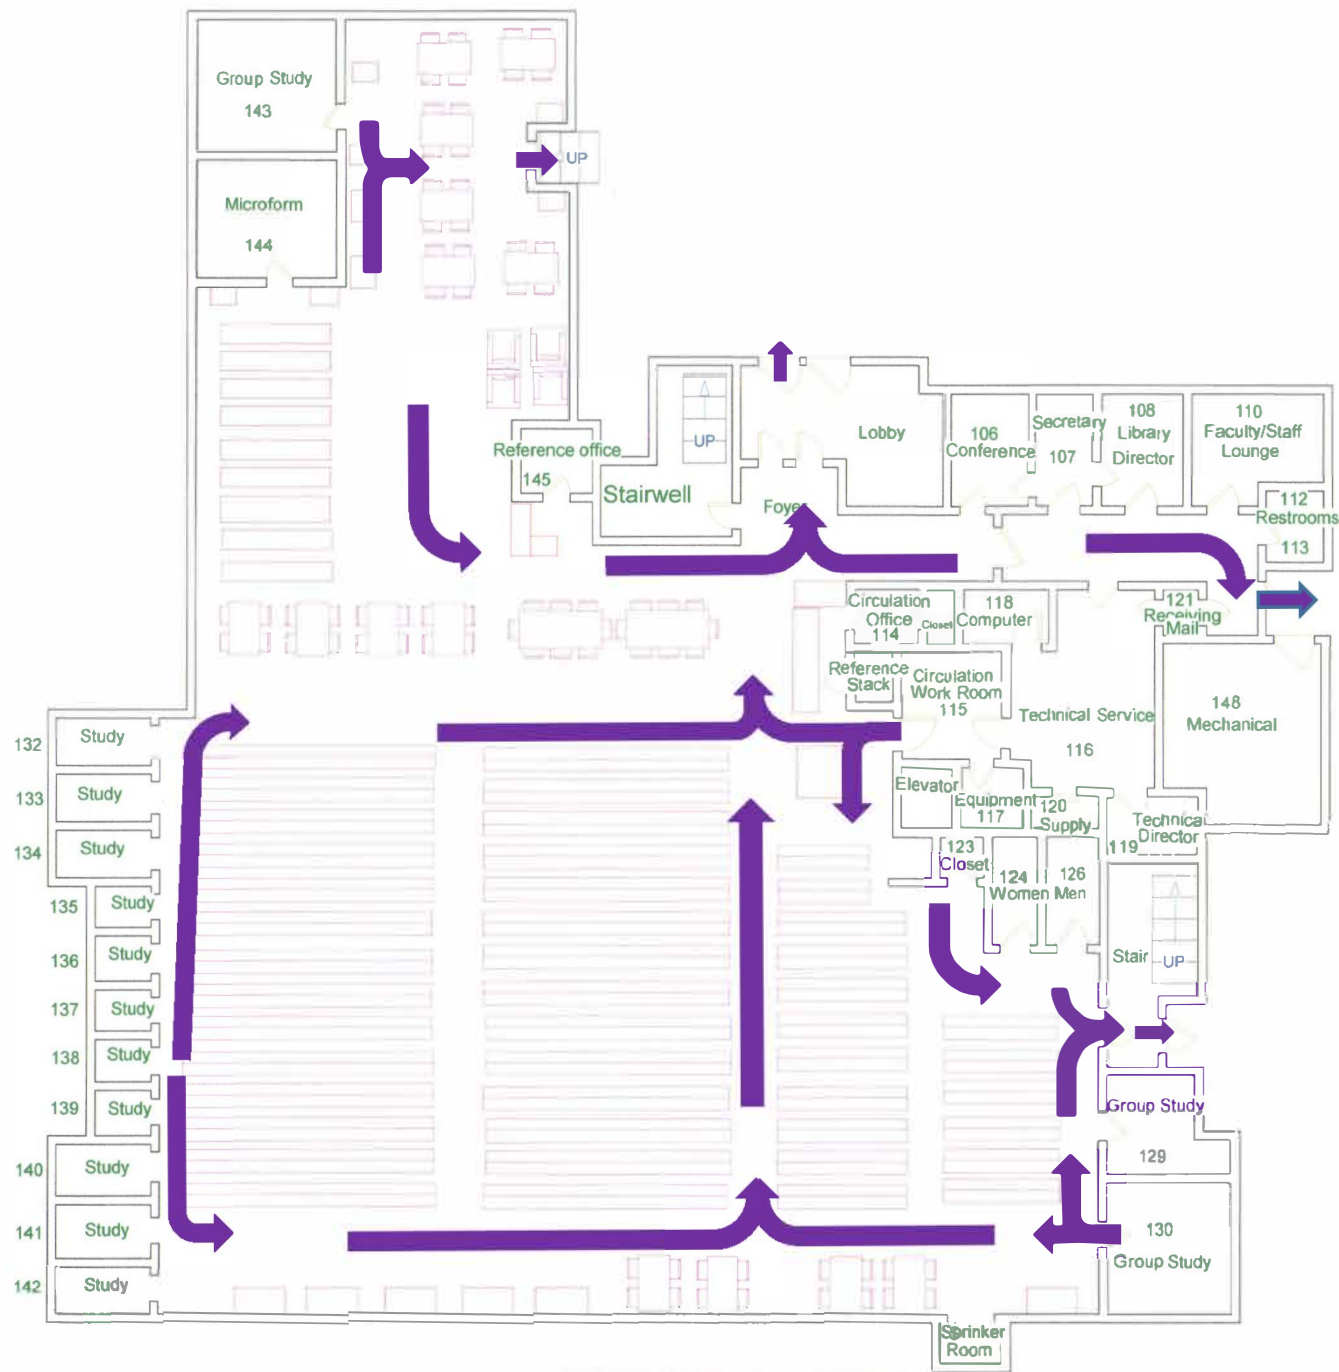 Group Study
143
UP
Microform
144
UP
Reference office
145
Stairwell
Lobby
Foyer
106
Conference
Secretary
107
108
Library
Director
110
Faculty/Staff
Lounge
112
Restrooms
113
Circulation
Office
114
Closet
118
Computer
121
Receiving
Mail
Reference
Stack
Circulation
Work Room
115
Technical Service
116
148
Mechanical
132
Study
133
Study
134
Study
135
Study
136
Study
137
Study
138
Study
139
Study
140
Study
141
Study
142
Study
Elevator
Equipment
117
120
Supply
Technica
Director
119
123
Closet
124
Women
126
Men
Stair
UP
Group Study
129
130
Group Study
Sprinker
Room